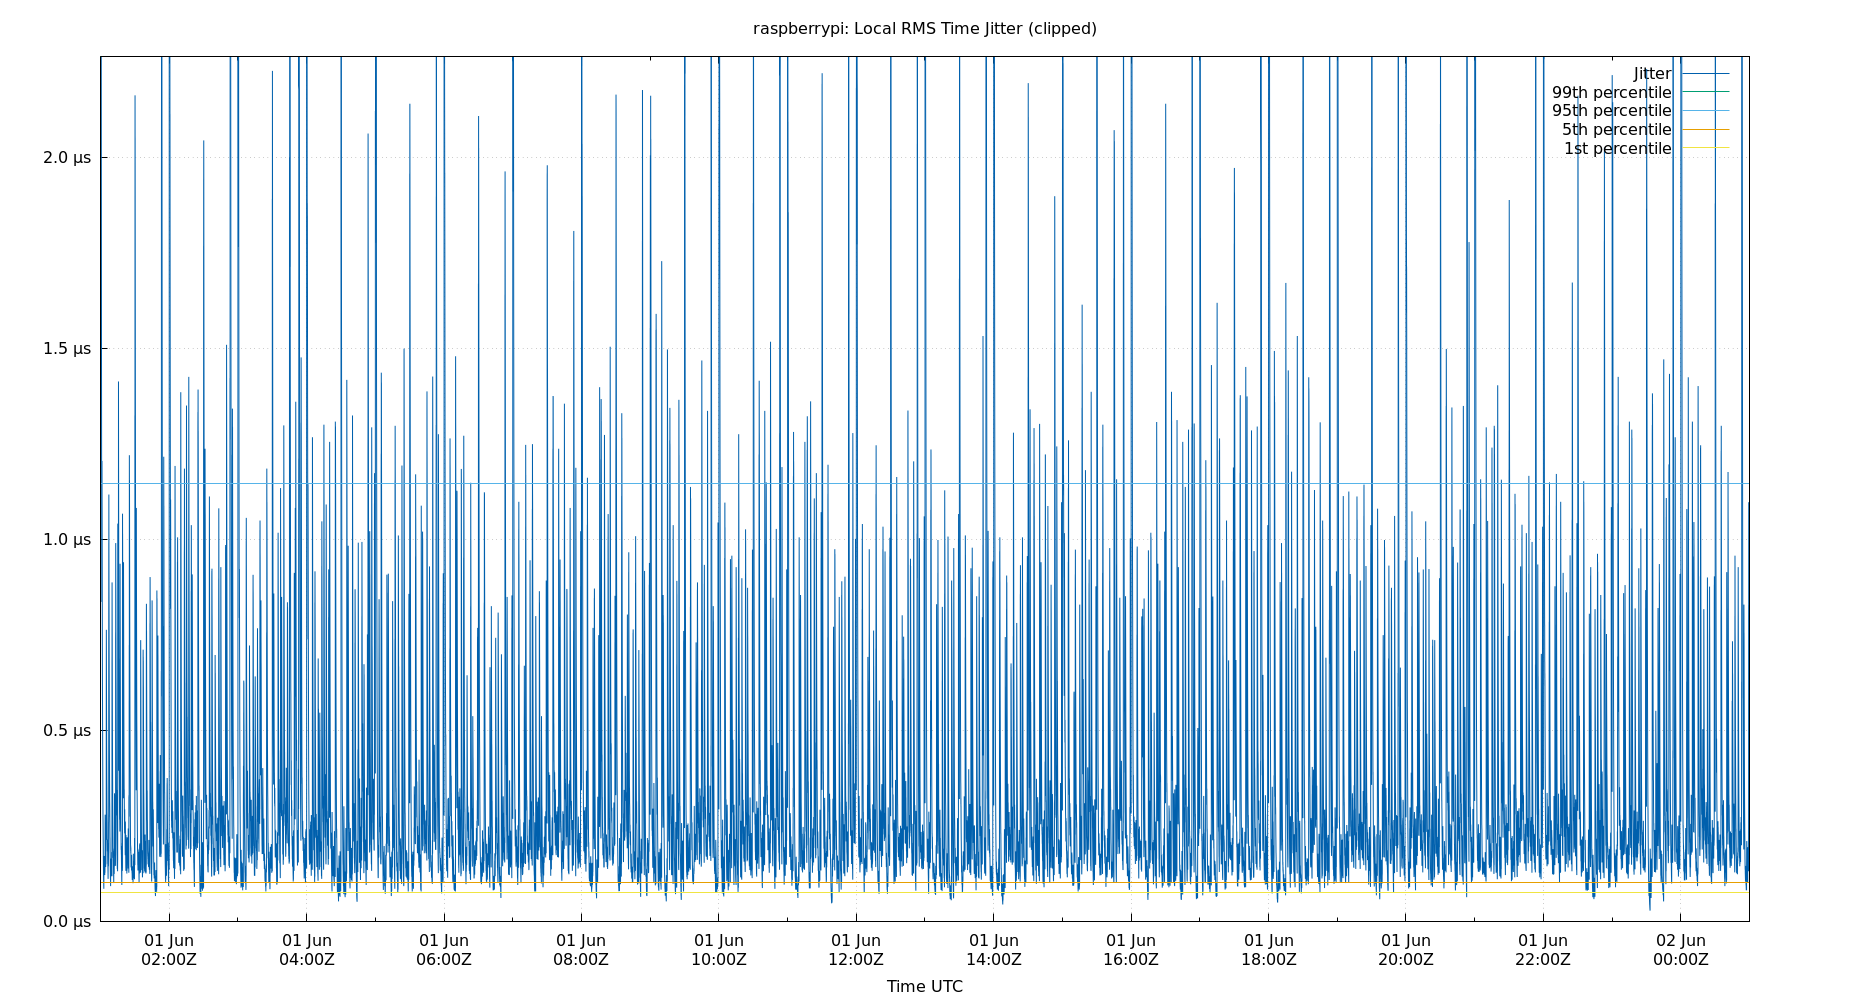 raspberrypi: Local RMS Time Jitter (clipped)
Jitter
99th percentile
95th percentile
5th percentile
1st percentile
2.0 µs
1.5 µs
1.0 µs
0.5 µs
0.0 µs
01 Jun 01 Jun 01 Jun 01 Jun 01 Jun 01 Jun 01 Jun 01 Jun 01 Jun 01 Jun 01 Jun 02 Jun
02:00Z 04:00Z 06:00Z 08:00Z 10:00Z 12:00Z 14:00Z 16:00Z 18:00Z 20:00Z 22:00Z 00:00Z
Time UTC